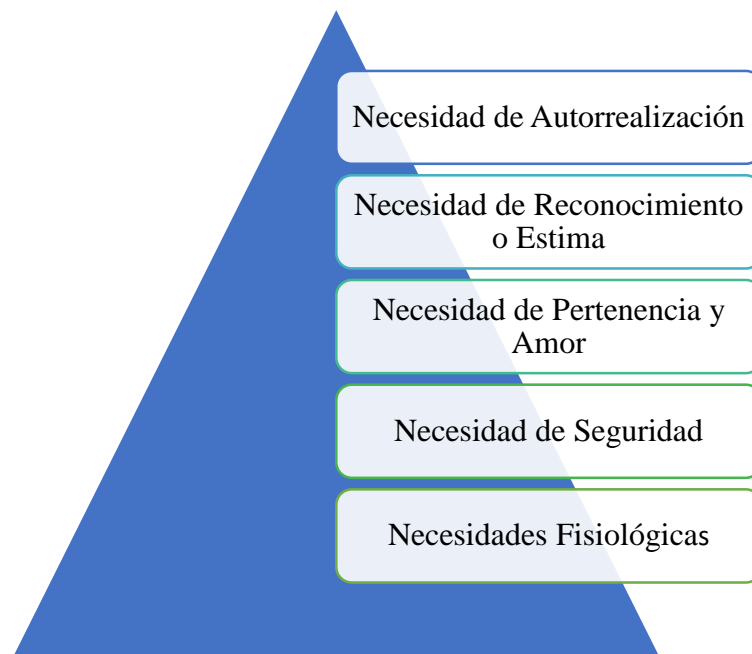 Necesidad de Autorrealización
Necesidad de Reconocimiento
o Estima
Necesidad de Pertenencia y
Amor
Necesidad de Seguridad
Necesidades Fisiológicas